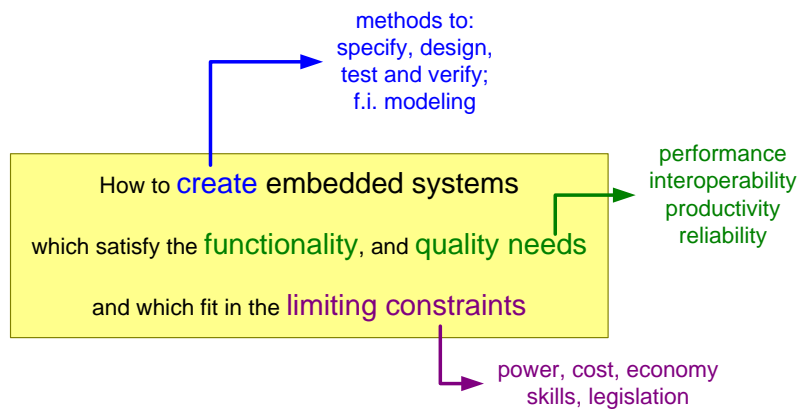 methods to:
specify, design,
test and verify;
f.i. modeling
How to create embedded systems
which satisfy the functionality, and quality needs
and which fit in the limiting constraints
performance
interoperability
productivity
reliability
power, cost, economy
skills, legislation